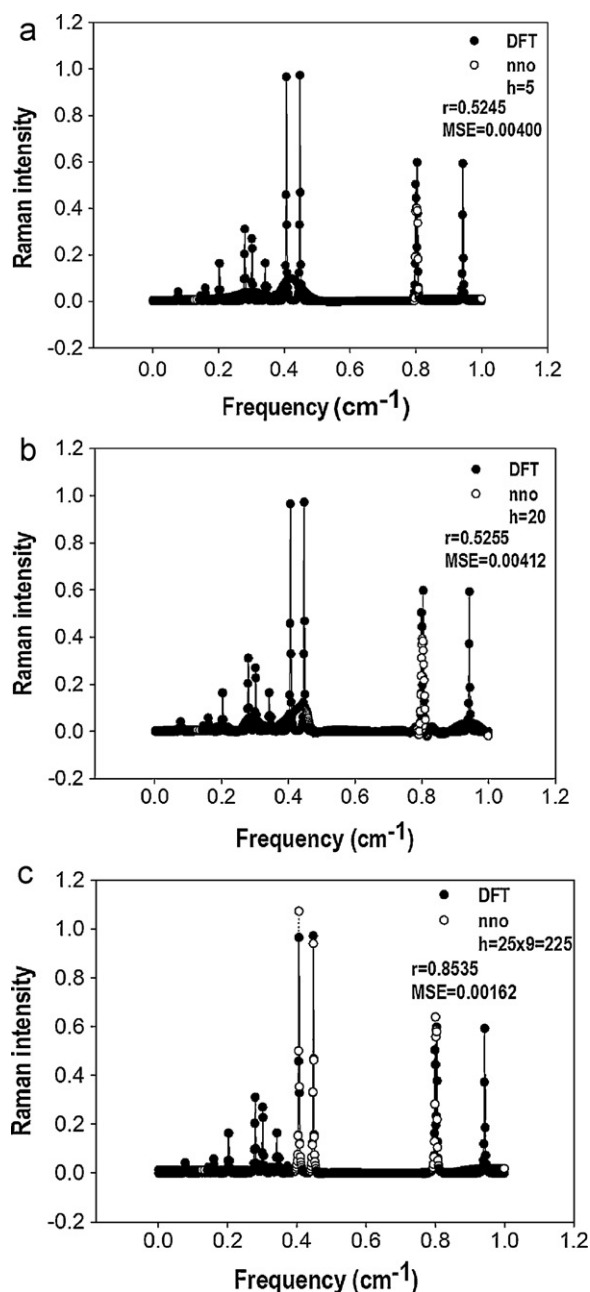 a
1.2
DFT
nno
h=5
r=0.5245
MSE=0.00400
1.0
0.8
0.6
0.4
0.2
0.0
-0.2
Raman intensity
0.0 0.2 0.4 0.6 0.8 1.0 1.2
Frequency (cm-1)
b
1.2
DFT
nno
h=20
r=0.5255
MSE=0.00412
1.0
0.8
0.6
0.4
0.2
0.0
-0.2
Raman intensity
0.0 0.2 0.4 0.6 0.8 1.0 1.2
Frequency (cm-1)
c
1.2
DFT
nno
h=25x9=225
r=0.8535
MSE=0.00162
1.0
0.8
0.6
0.4
0.2
0.0
-0.2
Raman intensity
0.0 0.2 0.4 0.6 0.8 1.0 1.2
Frequency (cm-1)